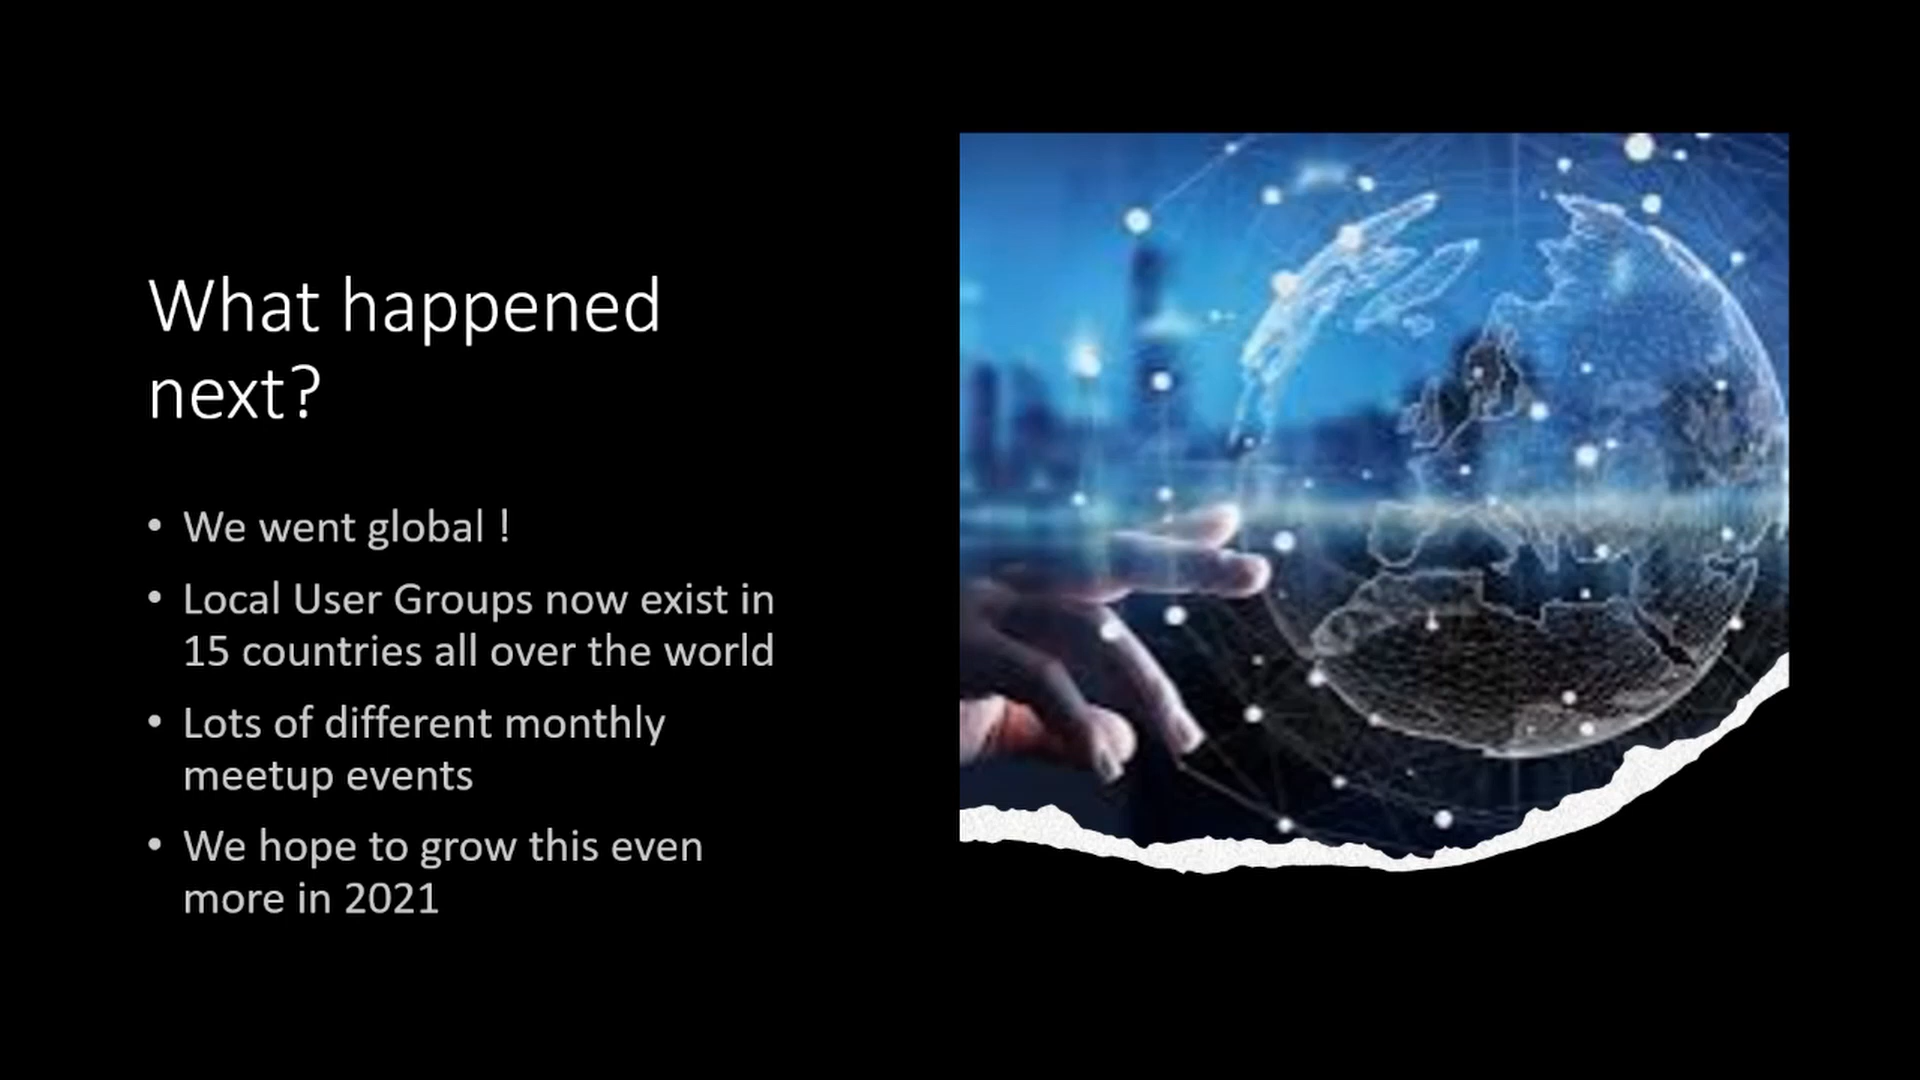 What happened
next?
• We went global !
• Local User Groups now exist in
15 countries all over the world
• Lots of different monthly
meetup events
• We hope to grow this even
more in 2021